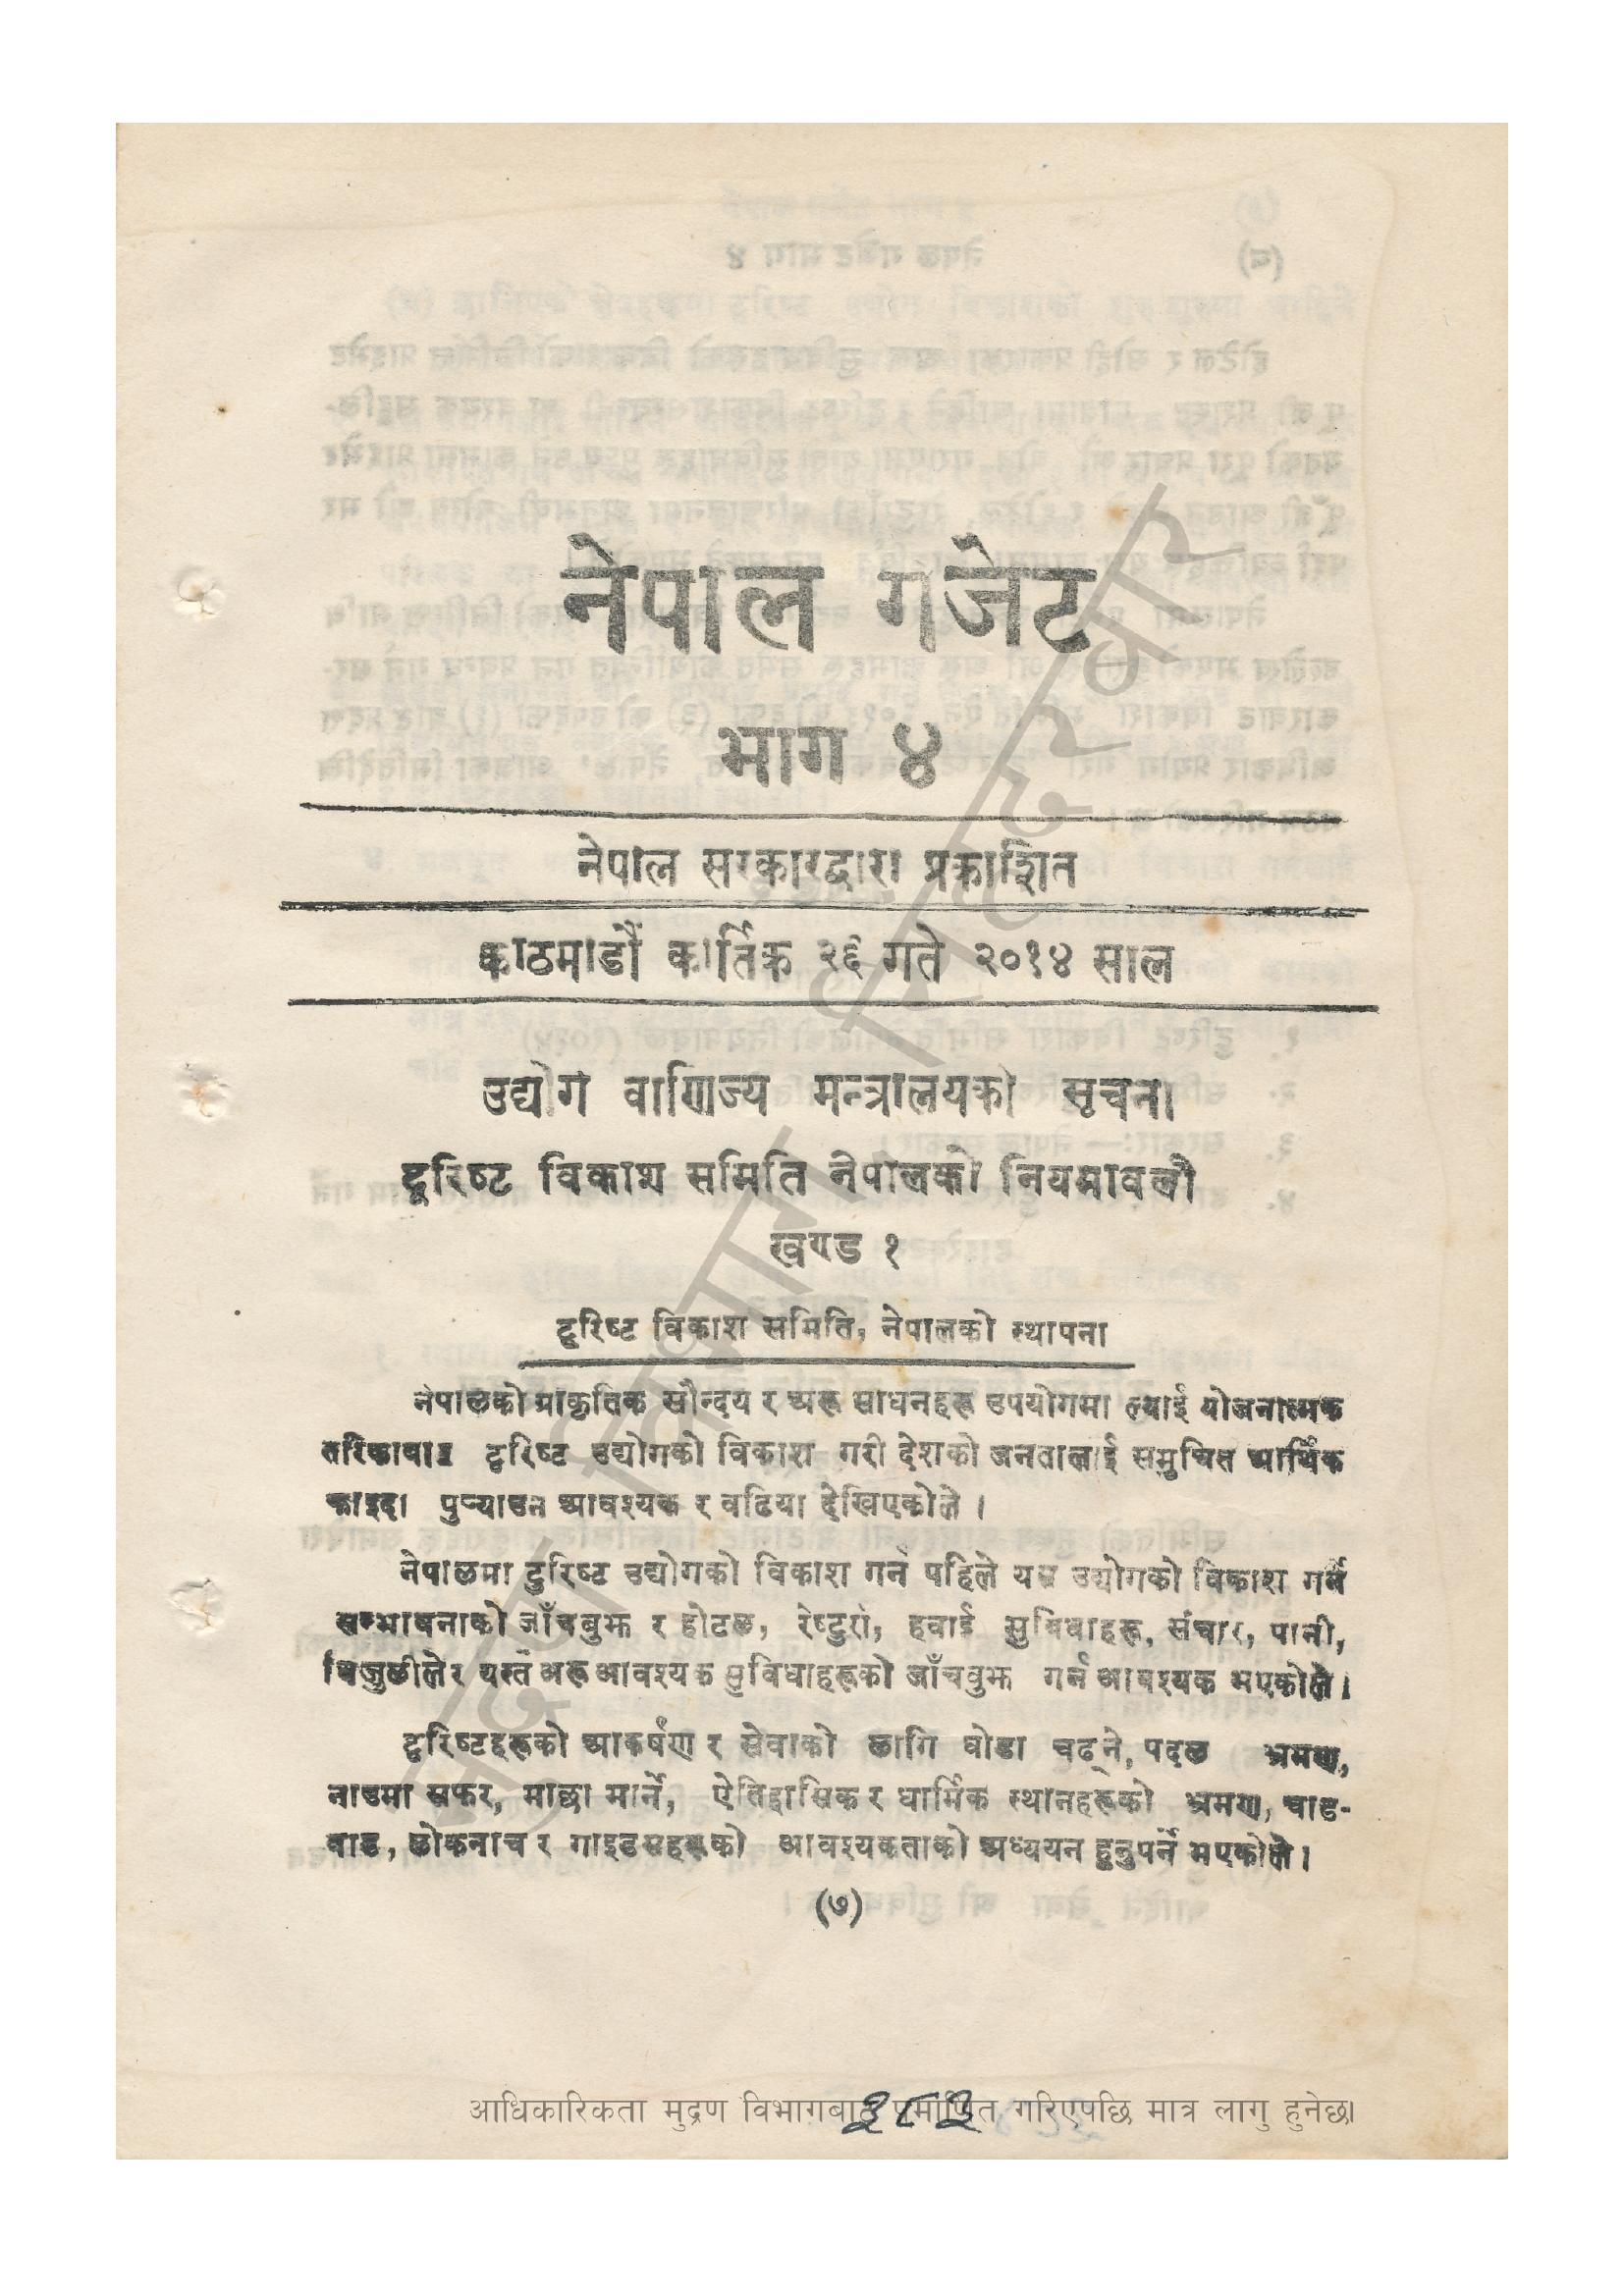 नेपाल गजेट
भाग ४
नेपाल सरकारद्वारा प्रकाशित
काठमाडौं कार्तिक २६ गते २०१४ साल
उद्योग वाणिज्य मन्त्रालयको सूचना
टूरिष्ट विकाश समिति नेपालको नियमावली
खण्ड १
टूरिष्ट विकाश समिति, नेपालको स्थापना
नेपालको प्राकृतिक सौन्दय र अरू साधनहरू उपयोगमा ल्याई योजनात्मक
तरिकाबाट टूरिष्ट उद्योगको विकाश गरी देशको जनतालाई समुचित आर्थिक
फाइदा पुऱ्याउन आवश्यक र बढिया देखिएकोले ।
नेपालमा टुरिष्ट उद्योगको विकाश गर्न पहिले यस उद्योगको विकाश गर्ने
सम्भावनाको जाँचबुझ र होटल, रेष्टुराँ, हवाई सुविधाहरू, संचार, पानी,
बिजुलीलेर यस्तै अरू आवश्यक सुविधाहरूको जाँचबुझ गर्न आवश्यक भएकोले ।
टूरिष्टहरूको आकर्षण र सेवाको लागि घोडा चढ्ने, पदल भ्रमण,
नाउमा सफर, माछा मार्ने, ऐतिहासिक र धार्मिक स्थानहरूको भ्रमण, चाड-
वाड, लोकनाच र गाइडसहरूको आवश्यकताको अध्ययन हुनुपर्ने भएकोले ।
(७)
आधिकारिकता मुद्रण विभागबाट प्रमाणित गरिएपछि मात्र लागु हुनेछ।